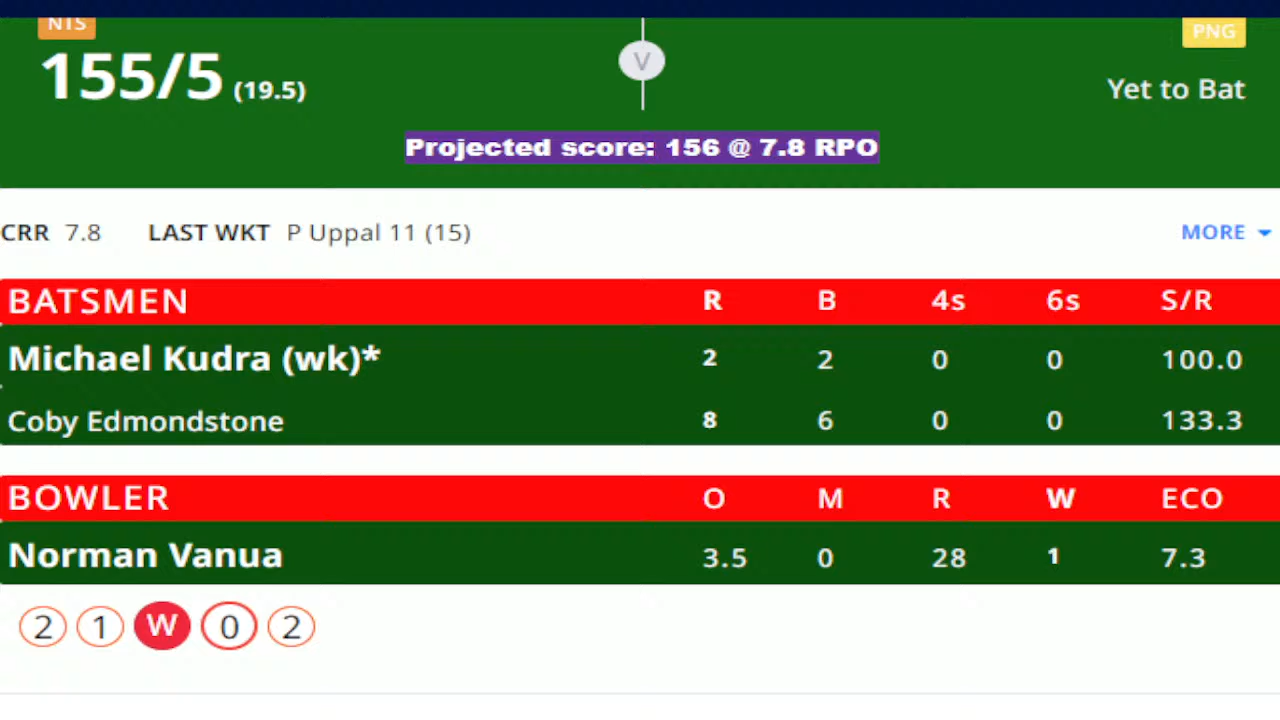 NTS PNG
155/5 (19.5) V Yet to Bat
Projected score: 156 @ 7.8 RPO
CRR 7.8 LAST WKT P Uppal 11 (15) MORE
BATSMEN R B 4s 6s S/R
Michael Kudra (wk)* 2 2 0 0 100.0
Coby Edmondstone 8 6 0 0 133.3
BOWLER O M R W ECO
Norman Vanua 3.5 0 28 1 7.3
2 1 W 0 2